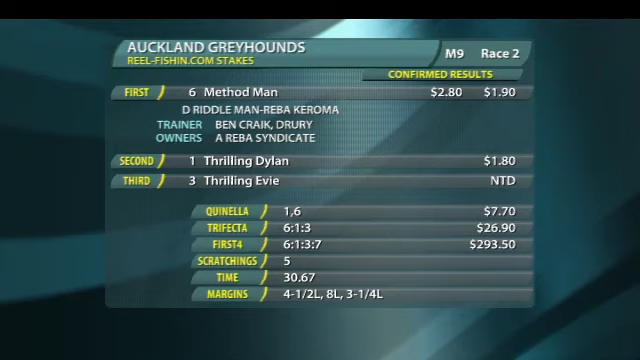 AUCKLAND GREYHOUNDS
REEL-FISHIN.COM STAKES
M9 Race 2
CONFIRMED RESULTS
FIRST 6 Method Man $2.80 $1.90
D RIDDLE MAN-REBA KEROMA
TRAINER BEN CRAIK, DRURY
OWNERS A REBA SYNDICATE
SECOND 1 Thrilling Dylan $1.80
THIRD 3 Thrilling Evie NTD
QUINELLA 1,6 $7.70
TRIFECTA 6:1:3 $26.90
FIRST4 6:1:3:7 $293.50
SCRATCHINGS 5
TIME 30.67
MARGINS 4-1/2L, 8L, 3-1/4L